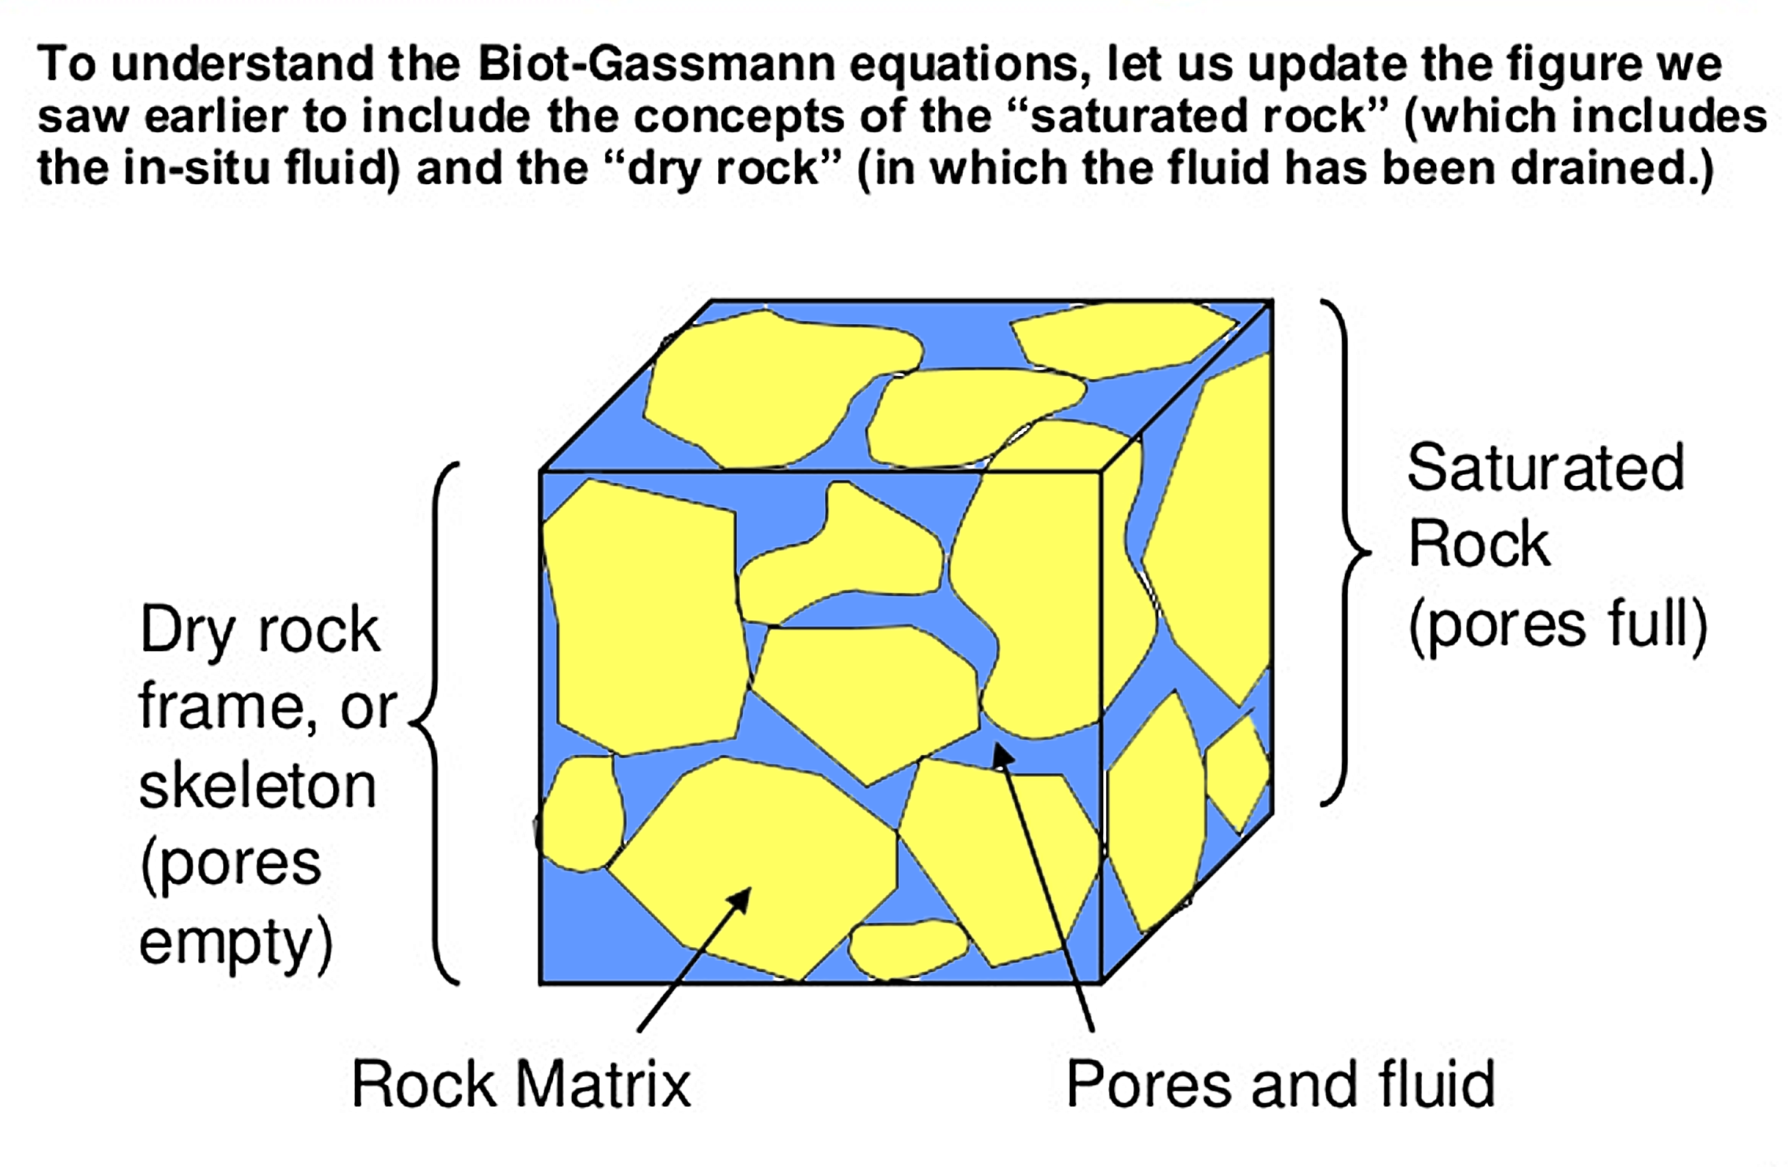 To understand the Biot-Gassmann equations, let us update the figure we
saw earlier to include the concepts of the “saturated rock” (which includes
the in-situ fluid) and the “dry rock” (in which the fluid has been drained.)
Saturated
Rock
(pores full)
Dry rock
frame, or
skeleton
(pores
empty)
Rock Matrix
Pores and fluid